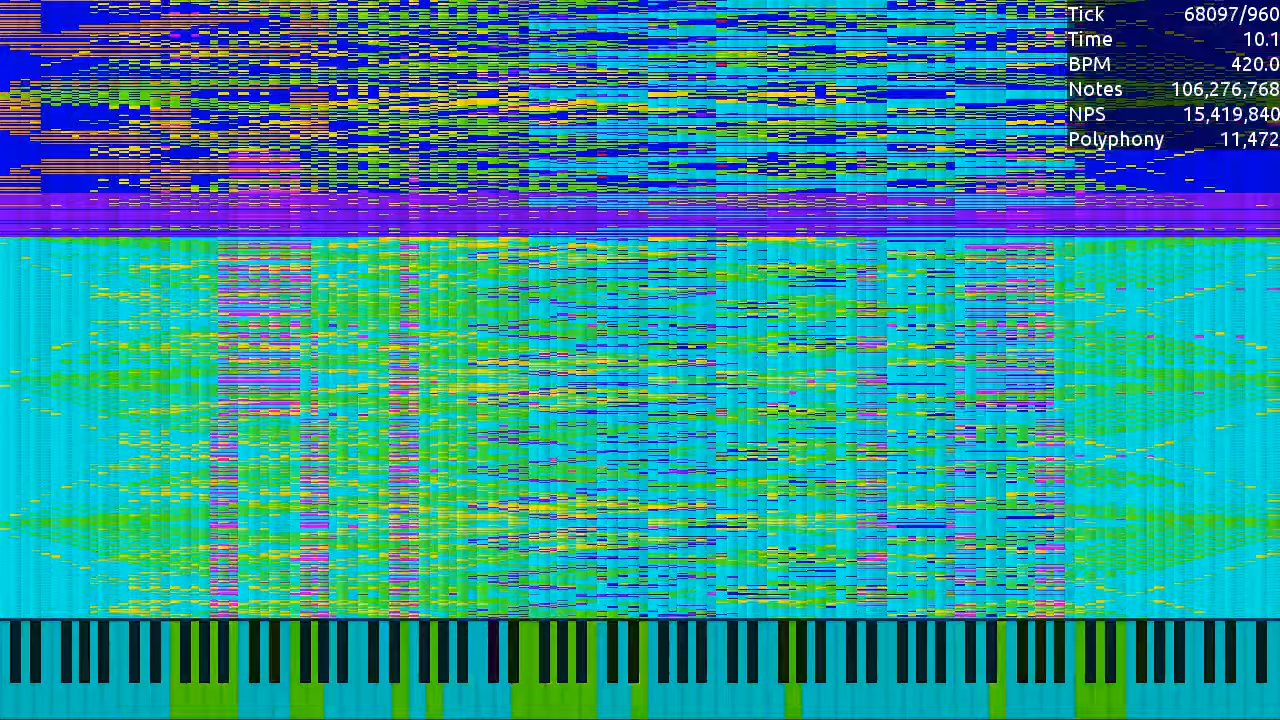 Tick 68097/960
Time 10.1
BPM 420.0
Notes 106,276,768
NPS 15,419,840
Polyphony 11,472